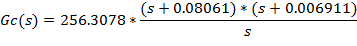 Gc(s) = 256.3078 * (s + 0.08061) * (s + 0.006911) / s